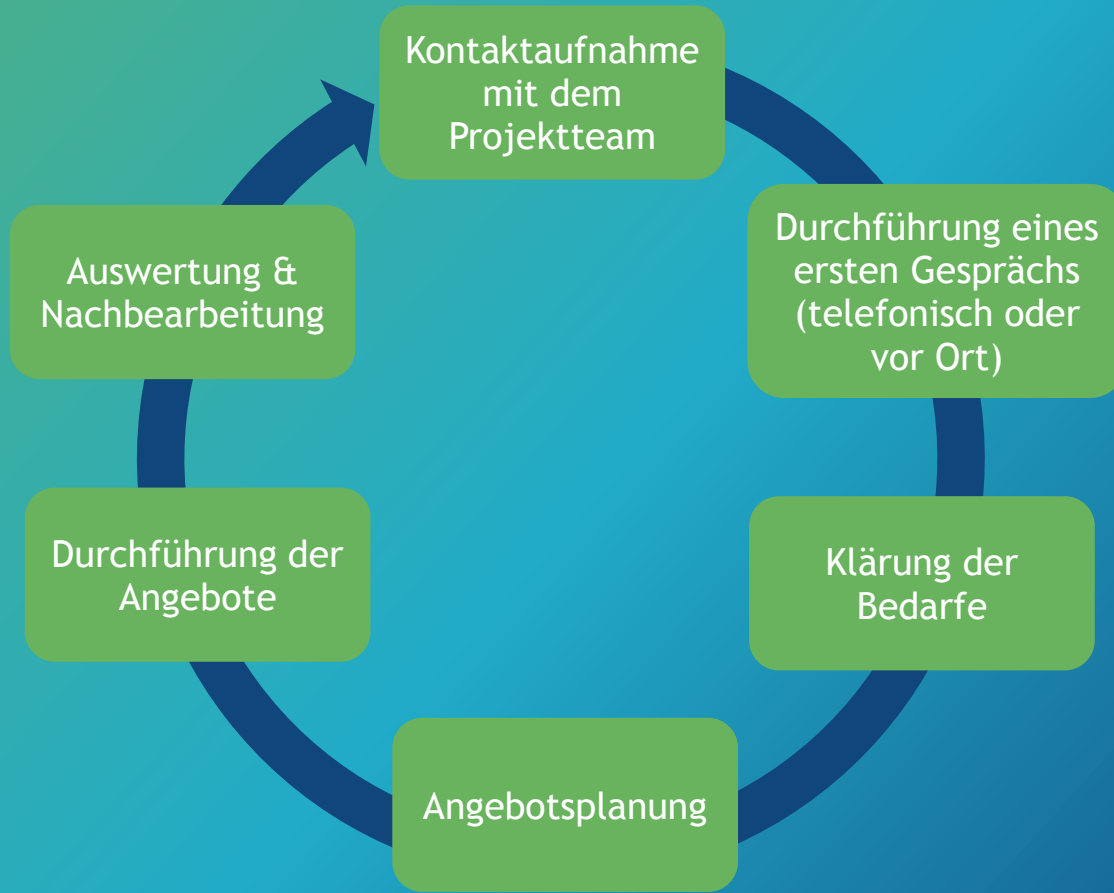 Kontaktaufnahme
mit dem
Projektteam
Durchführung eines
ersten Gesprächs
(telefonisch oder
vor Ort)
Klärung der
Bedarfe
Angebotsplanung
Durchführung der
Angebote
Auswertung &
Nachbearbeitung